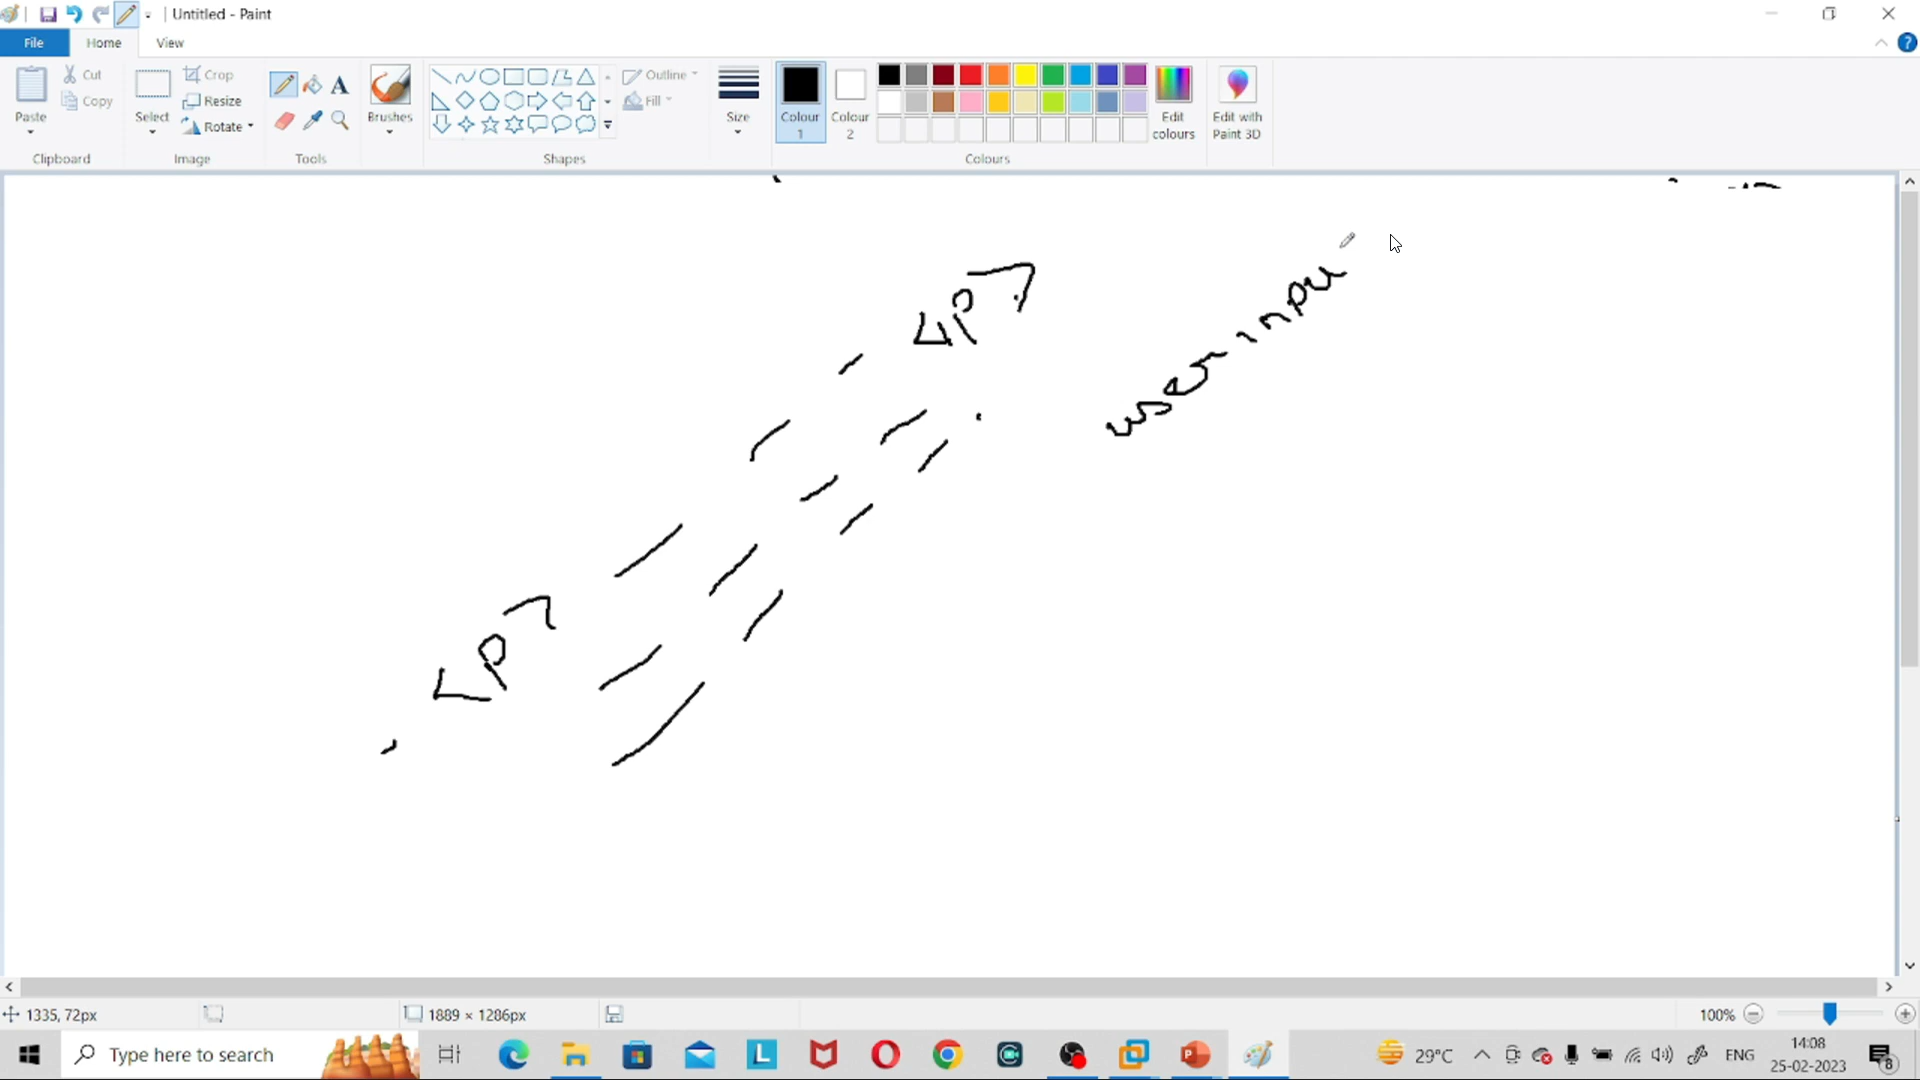 Untitled - Paint
File Home View
Cut
Copy
Paste
Clipboard
Select
Crop
Resize
Rotate
Image
Tools
Brushes
Shapes
Outline
Fill
Size
Colour 1
Colour 2
Edit colours
Edit with Paint 3D
Colours
<p>
user inpu
<p>
1335, 72px
1889 × 1286px
100%
Type here to search
29°C
ENG
14:08
25-02-2023
8